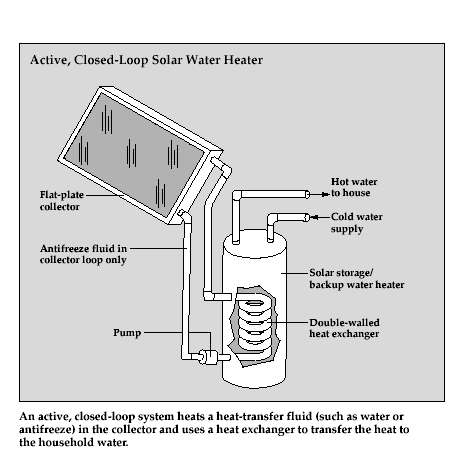 Active, Closed-Loop Solar Water Heater
Hot water
to house
Flat-plate
collector
Cold water
supply
Antifreeze fluid in
collector loop only
Solar storage/
backup water heater
Pump
Double-walled
heat exchanger
An active, closed-loop system heats a heat-transfer fluid (such as water or
antifreeze) in the collector and uses a heat exchanger to transfer the heat to
the household water.